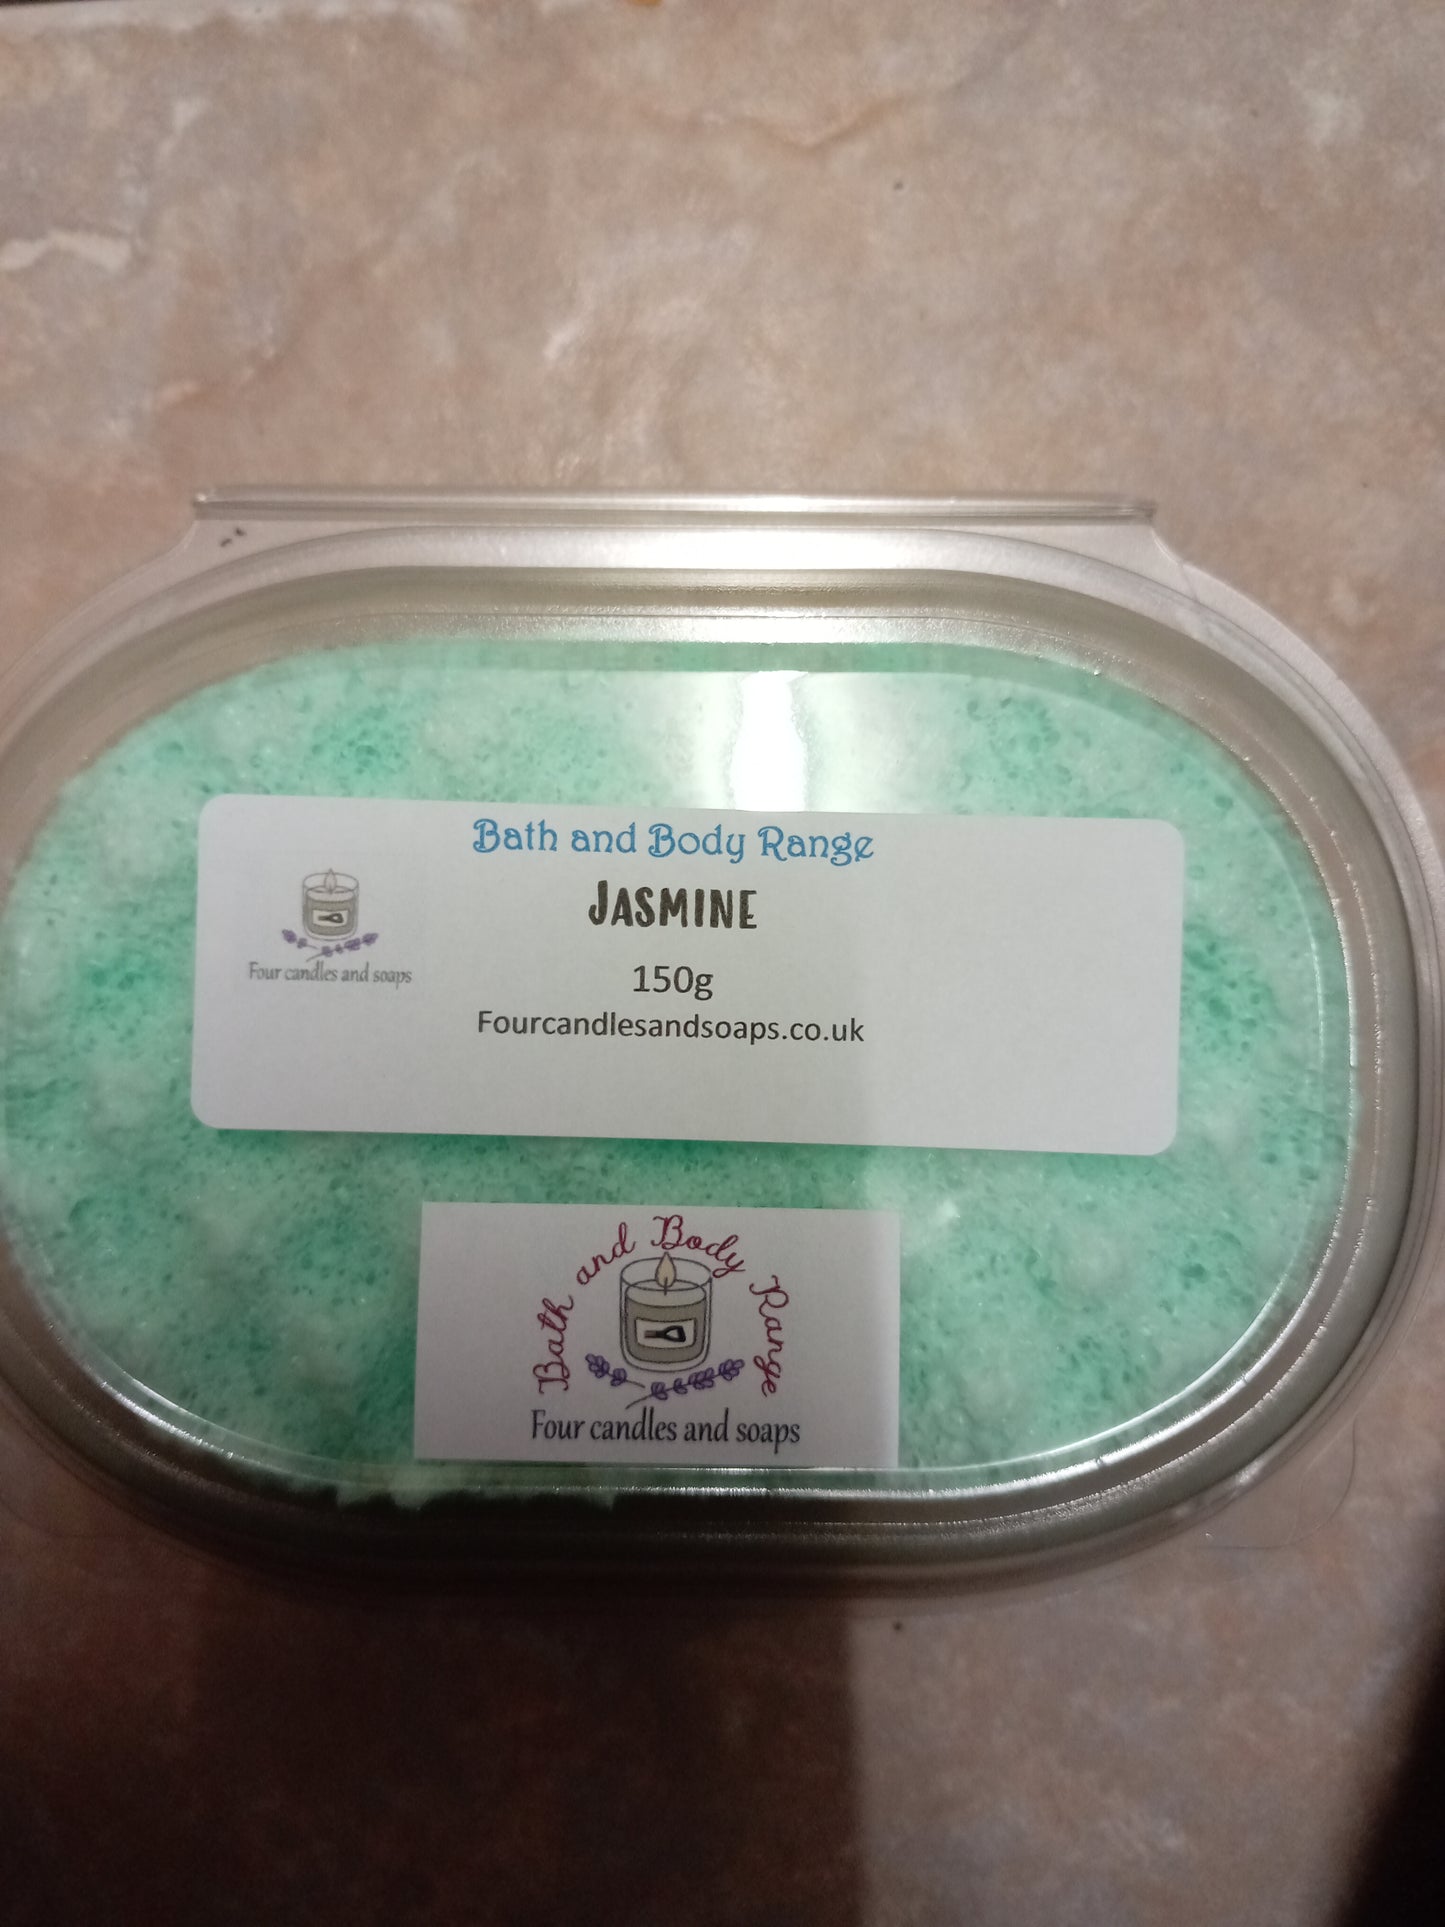 Bath and Body Range
JASMINE
Four candles and soaps
150g
Fourcandlesandsoaps.co.uk
Bath and Body Range
Four candles and soaps